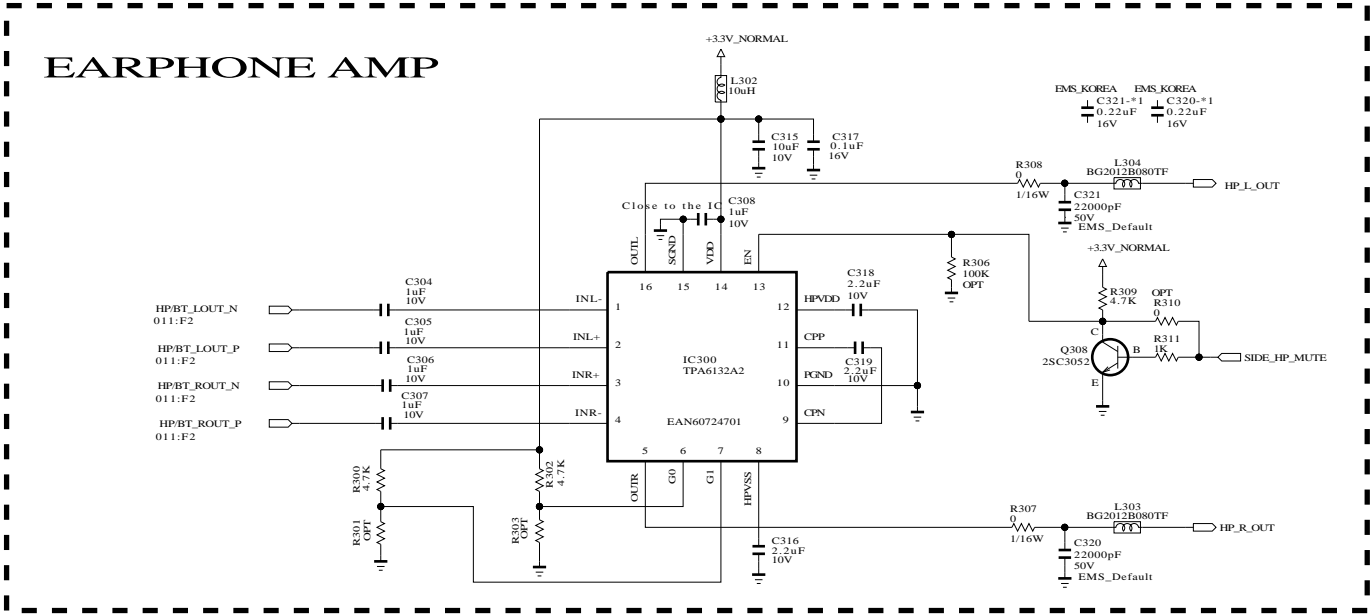 EARPHONE AMP
+3.3V_NORMAL
L302
10uH
C315
10uF
10V
C317
0.1uF
16V
EMS_KOREA
C321-*1
0.22uF
16V
EMS_KOREA
C320-*1
0.22uF
16V
R308
0
1/16W
L304
BG2012B080TF
HP_L_OUT
C321
22000pF
50V
EMS_Default
Close to the IC
C308
1uF
10V
OUTL
SGND
VDD
EN
16
15
14
13
R306
100K
OPT
+3.3V_NORMAL
R309
4.7K
OPT
R310
0
C
Q308
2SC3052
B
E
R311
1K
SIDE_HP_MUTE
HP/BT_LOUT_N
011:F2
C304
1uF
10V
INL-
1
HP/BT_LOUT_P
011:F2
C305
1uF
10V
INL+
2
HP/BT_ROUT_N
011:F2
C306
1uF
10V
INR+
3
HP/BT_ROUT_P
011:F2
C307
1uF
10V
INR-
4
IC300
TPA6132A2
EAN60724701
12
HPVDD
C318
2.2uF
10V
11
CPP
C319
2.2uF
10V
10
PGND
9
CPN
5
6
7
8
OUTR
G0
G1
HPVSS
R300
4.7K
R301
OPT
R302
4.7K
R303
OPT
C316
2.2uF
10V
R307
0
1/16W
L303
BG2012B080TF
HP_R_OUT
C320
22000pF
50V
EMS_Default